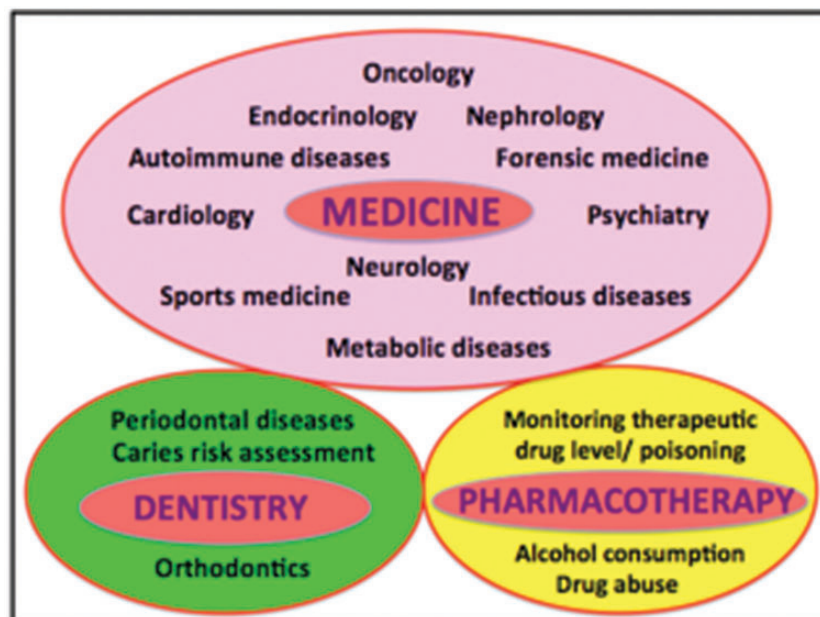 Oncology
Endocrinology Nephrology
Autoimmune diseases Forensic medicine
Cardiology MEDICINE Psychiatry
Neurology
Sports medicine Infectious diseases
Metabolic diseases
Periodontal diseases
Caries risk assessment
DENTISTRY
Orthodontics
Monitoring therapeutic
drug level/ poisoning
PHARMACOTHERAPY
Alcohol consumption
Drug abuse